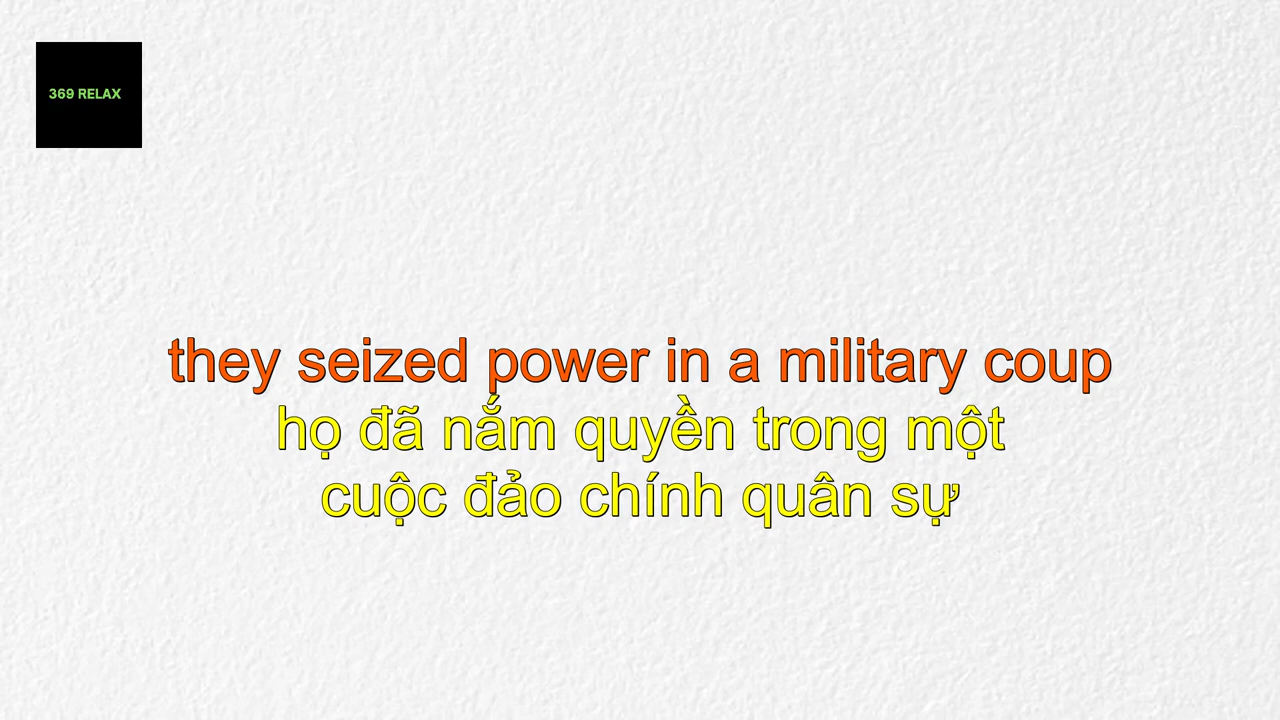 369 RELAX
they seized power in a military coup
họ đã nắm quyền trong một
cuộc đảo chính quân sự